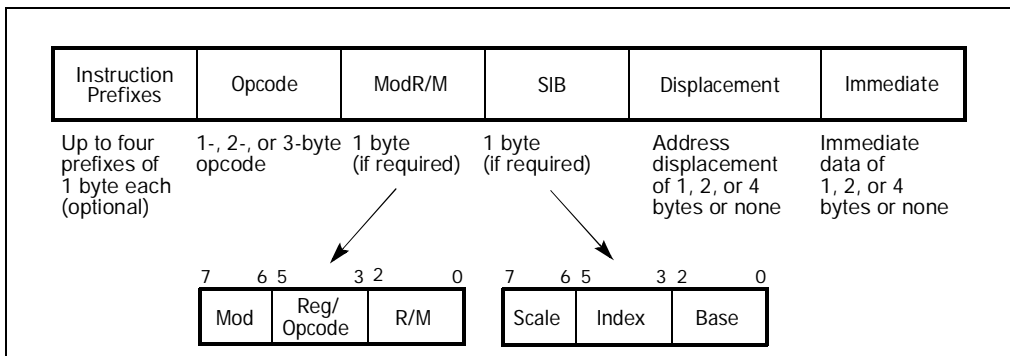 Instruction
Prefixes
Opcode
ModR/M
SIB
Displacement
Immediate
Up to four
prefixes of
1 byte each
(optional)
1-, 2-, or 3-byte
opcode
1 byte
(if required)
1 byte
(if required)
Address
displacement
of 1, 2, or 4
bytes or none
Immediate
data of
1, 2, or 4
bytes or none
7 6 5 3 2 0
Mod
Reg/
Opcode
R/M
7 6 5 3 2 0
Scale
Index
Base